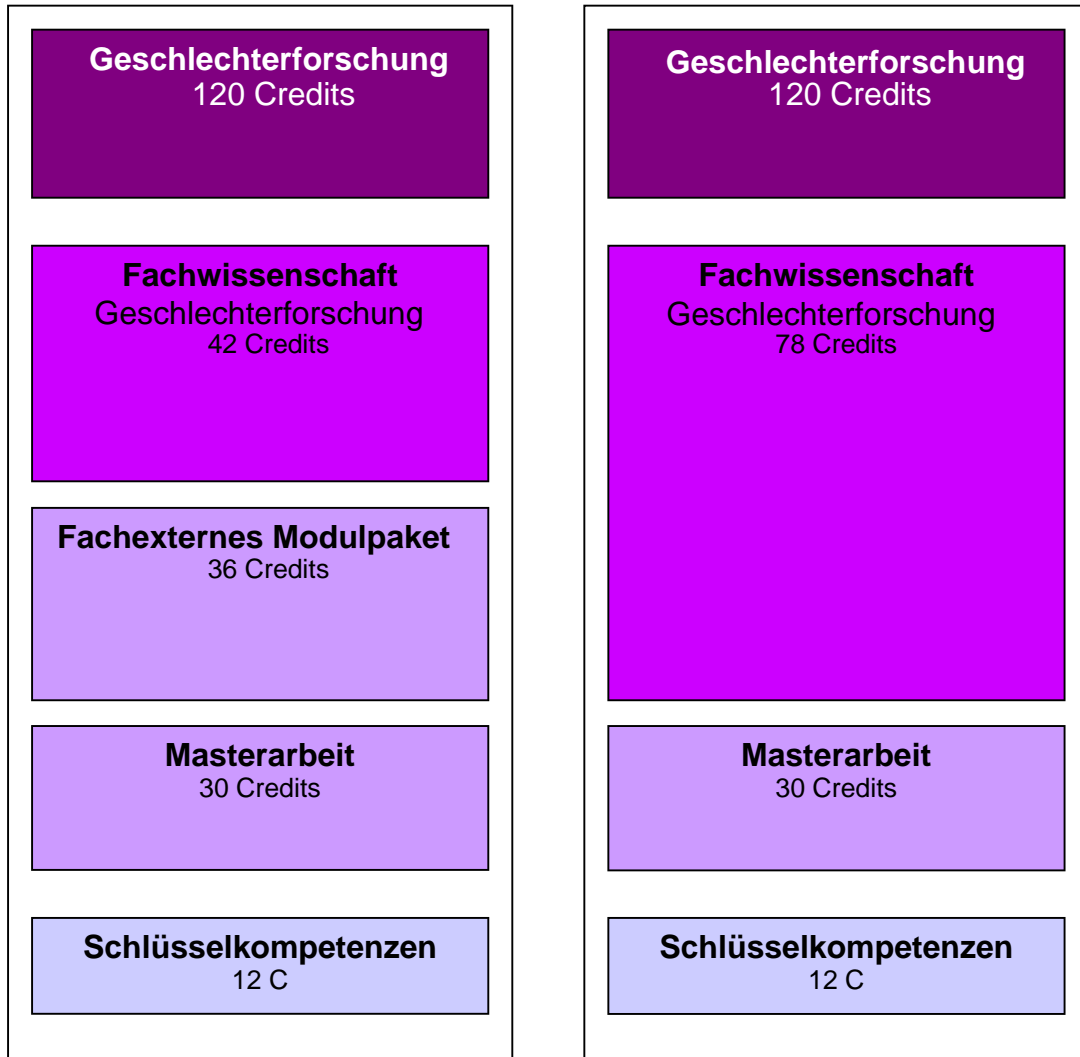 Geschlechterforschung
120 Credits
Fachwissenschaft
Geschlechterforschung
42 Credits
Fachexternes Modulpaket
36 Credits
Masterarbeit
30 Credits
Schlüsselkompetenzen
12 C
Geschlechterforschung
120 Credits
Fachwissenschaft
Geschlechterforschung
78 Credits
Masterarbeit
30 Credits
Schlüsselkompetenzen
12 C